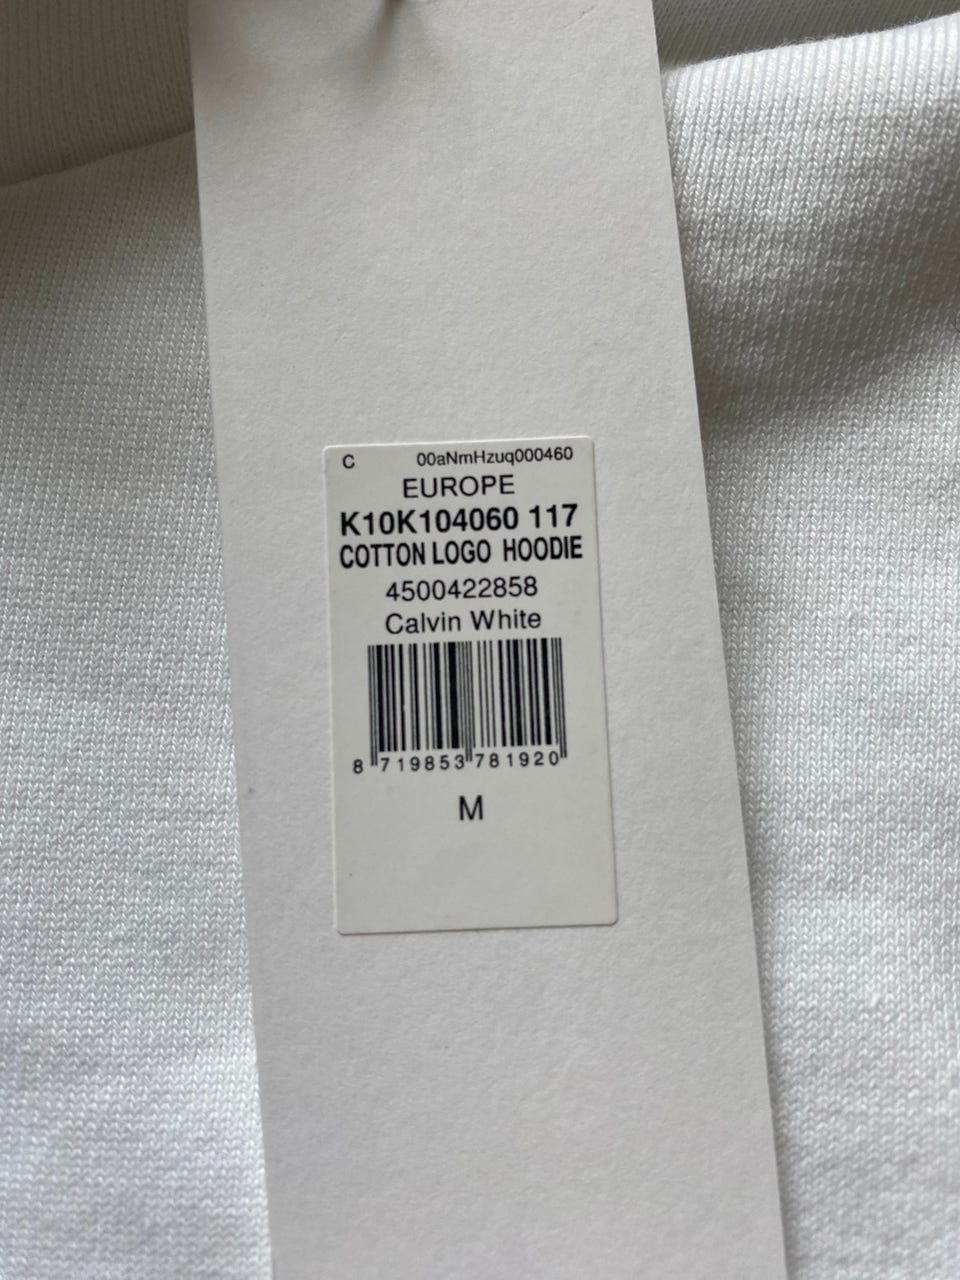 C 00aNmHzuq000460
EUROPE
K10K104060 117
COTTON LOGO HOODIE
4500422858
Calvin White
8 719853 781920
M